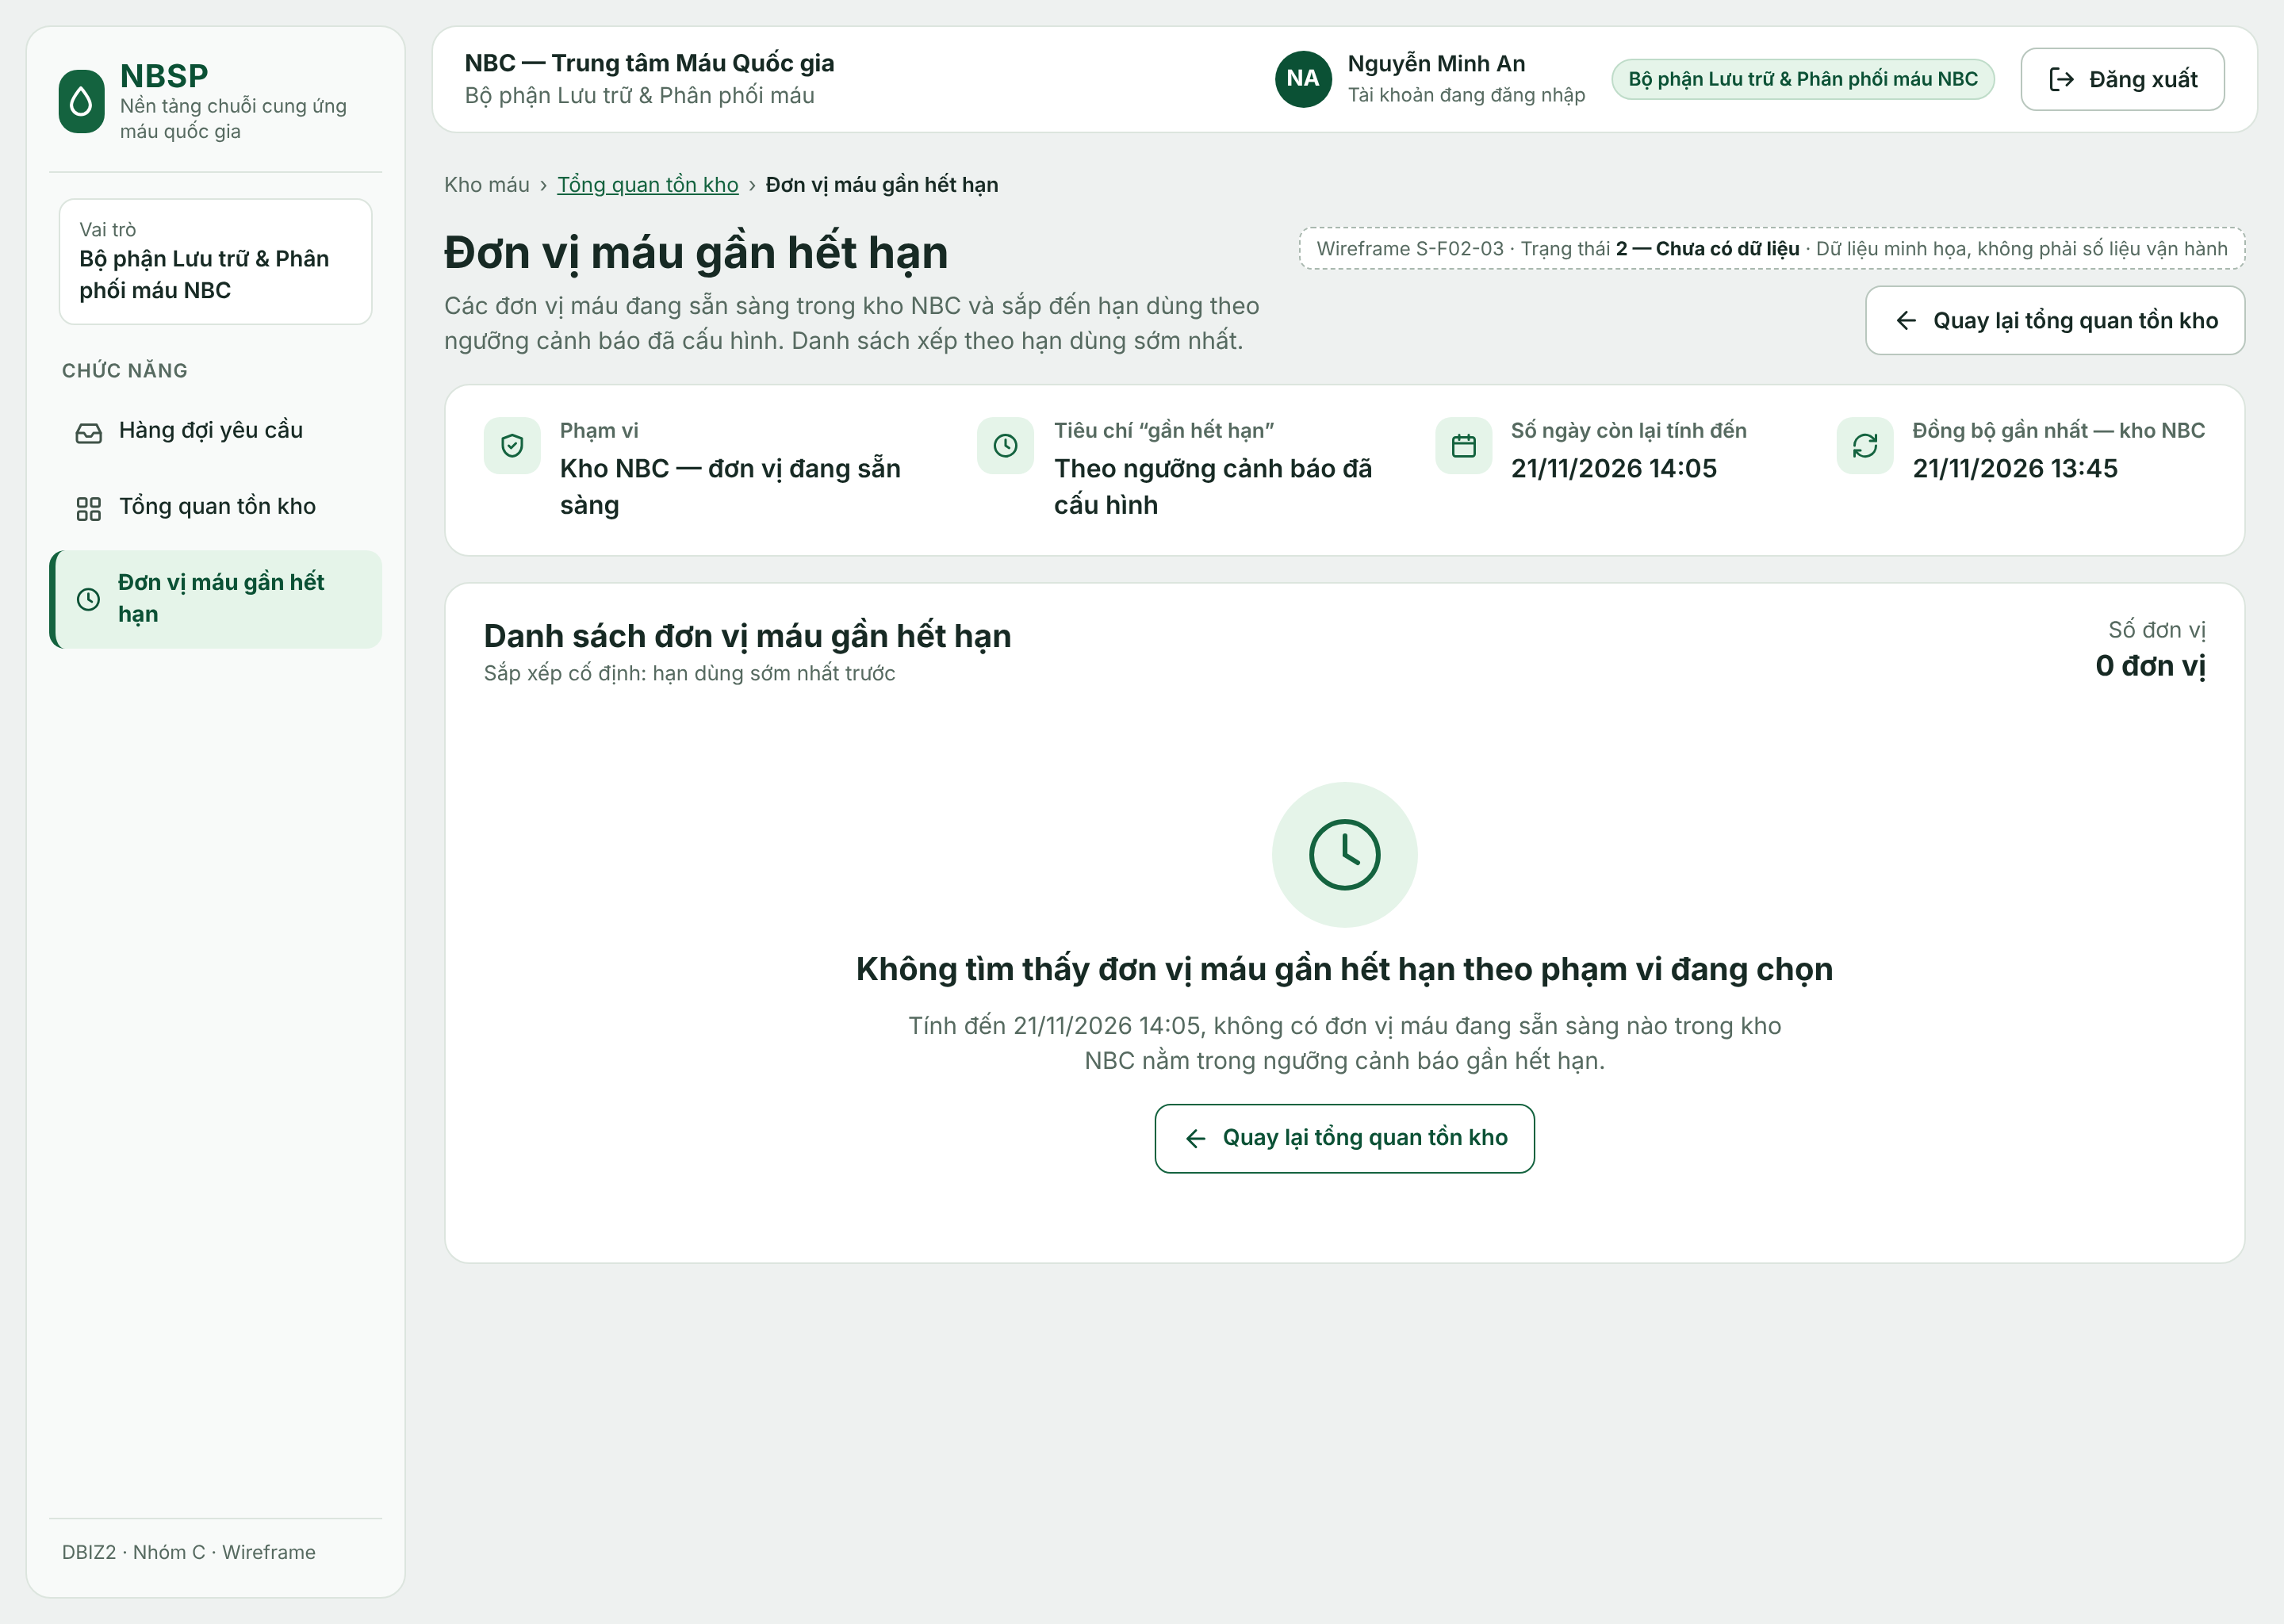 NBSP
Nền tảng chuỗi cung ứng
máu quốc gia
Vai trò
Bộ phận Lưu trữ & Phân
phối máu NBC
CHỨC NĂNG
Hàng đợi yêu cầu
Tổng quan tồn kho
Đơn vị máu gần hết
hạn
DBIZ2 · Nhóm C · Wireframe
NBC — Trung tâm Máu Quốc gia
Bộ phận Lưu trữ & Phân phối máu
NA
Nguyễn Minh An
Tài khoản đang đăng nhập
Bộ phận Lưu trữ & Phân phối máu NBC
Đăng xuất
Kho máu › Tổng quan tồn kho › Đơn vị máu gần hết hạn
Đơn vị máu gần hết hạn
Các đơn vị máu đang sẵn sàng trong kho NBC và sắp đến hạn dùng theo
ngưỡng cảnh báo đã cấu hình. Danh sách xếp theo hạn dùng sớm nhất.
Wireframe S-F02-03 · Trạng thái 2 — Chưa có dữ liệu · Dữ liệu minh họa, không phải số liệu vận hành
Quay lại tổng quan tồn kho
Phạm vi
Kho NBC — đơn vị đang sẵn
sàng
Tiêu chí “gần hết hạn”
Theo ngưỡng cảnh báo đã
cấu hình
Số ngày còn lại tính đến
21/11/2026 14:05
Đồng bộ gần nhất — kho NBC
21/11/2026 13:45
Danh sách đơn vị máu gần hết hạn
Sắp xếp cố định: hạn dùng sớm nhất trước
Số đơn vị
0 đơn vị
Không tìm thấy đơn vị máu gần hết hạn theo phạm vi đang chọn
Tính đến 21/11/2026 14:05, không có đơn vị máu đang sẵn sàng nào trong kho
NBC nằm trong ngưỡng cảnh báo gần hết hạn.
Quay lại tổng quan tồn kho